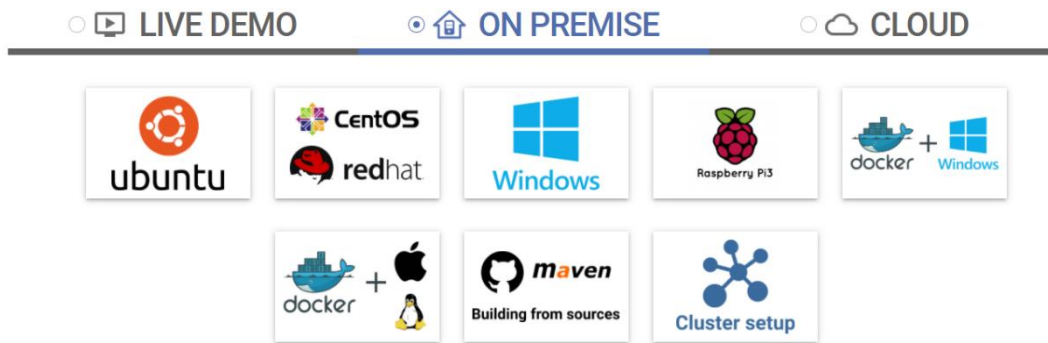 LIVE DEMO
ON PREMISE
CLOUD
ubuntu
CentOS
redhat.
Windows
Raspberry Pi3
docker + Windows
docker +
maven
Building from sources
Cluster setup